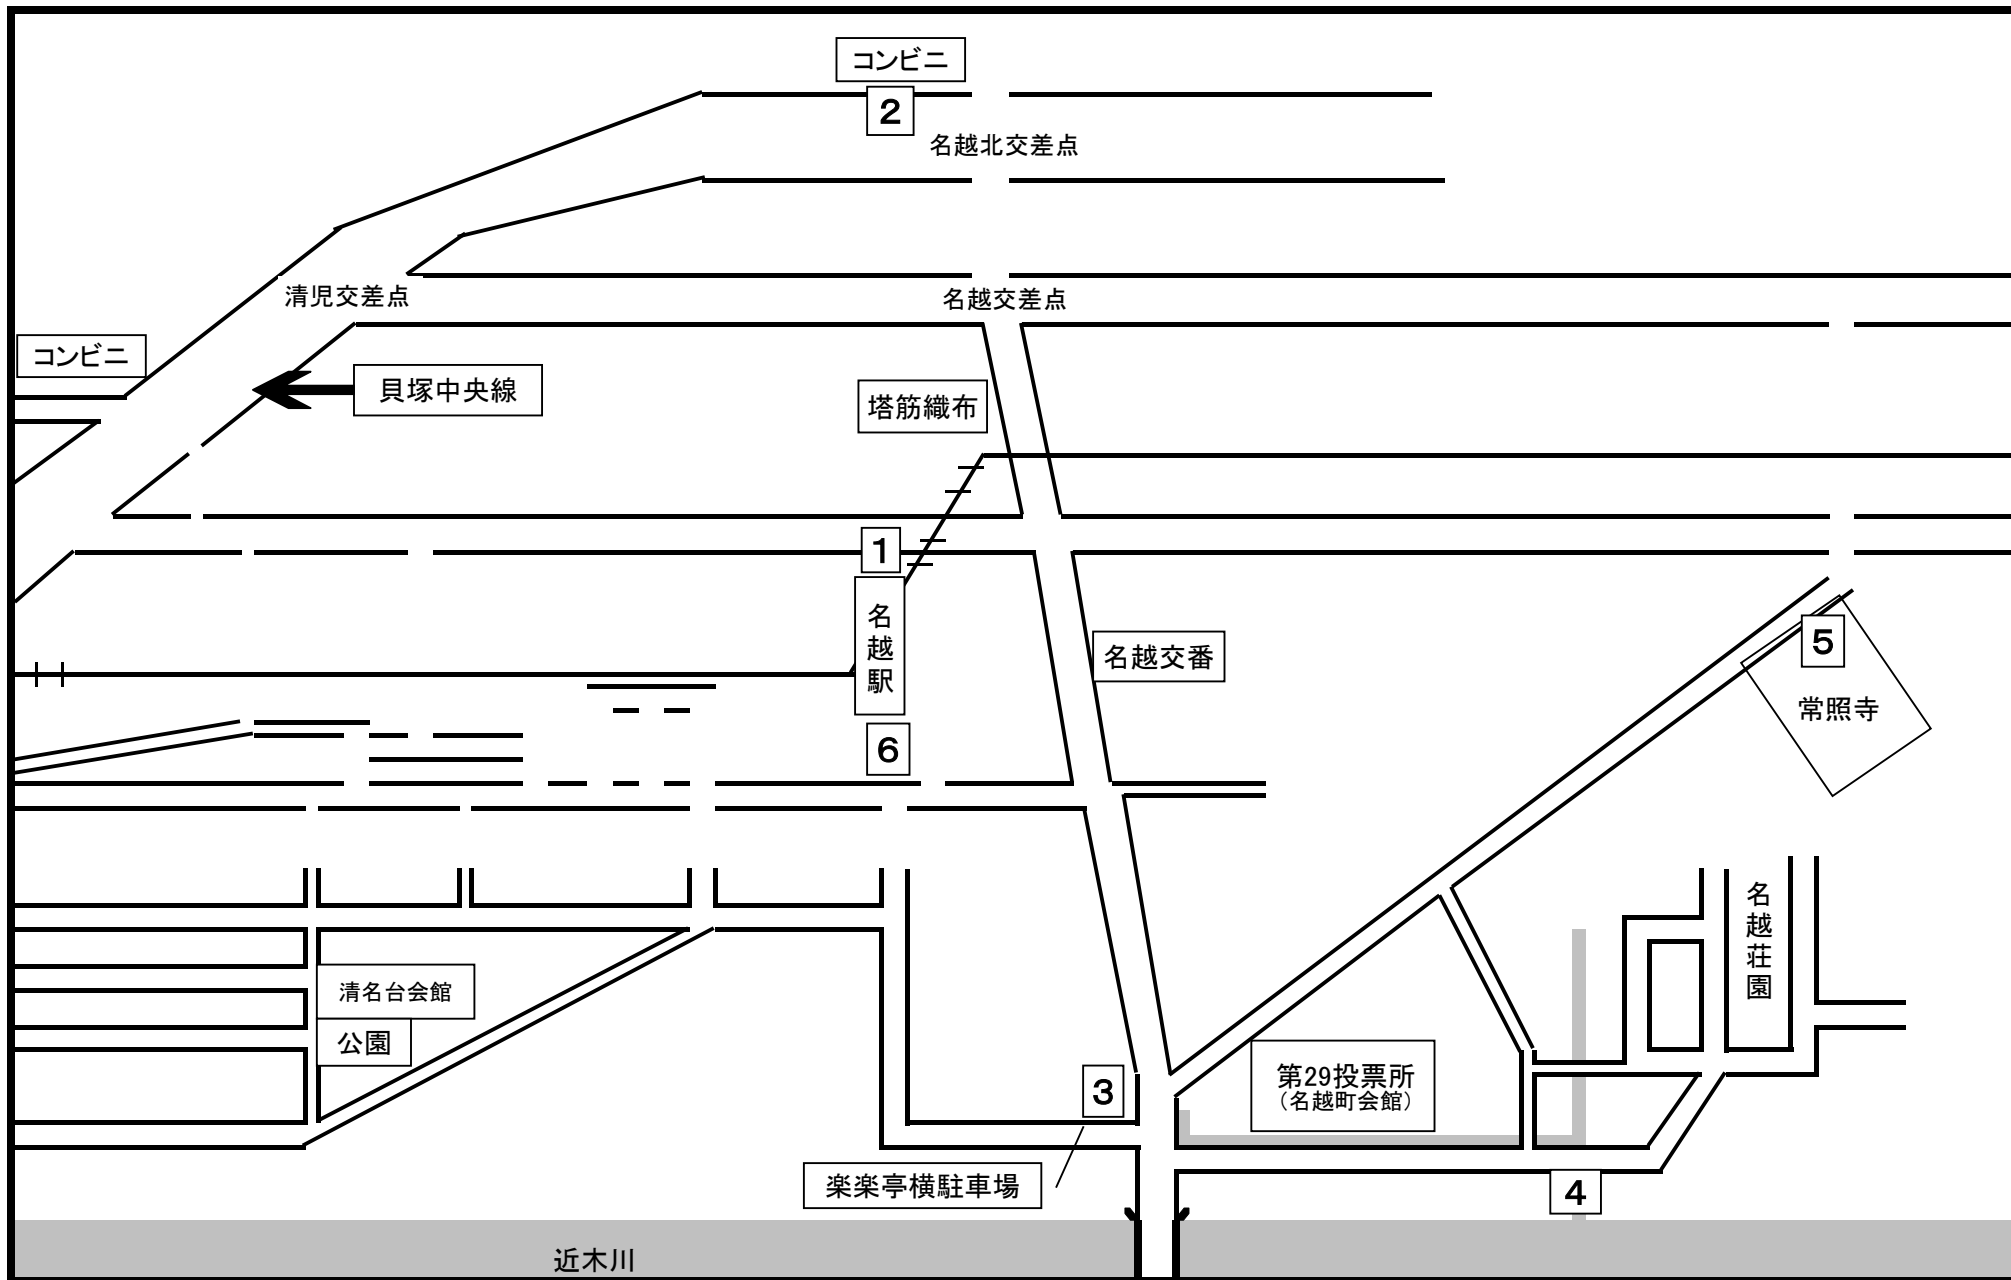 コンビニ
2
名越北交差点
清児交差点
名越交差点
コンビニ
貝塚中央線
塔筋織布
1
名越駅
名越交番
5
常照寺
6
名越荘園
清名台会館
公園
3
第29投票所
（名越町会館）
楽楽亭横駐車場
4
近木川